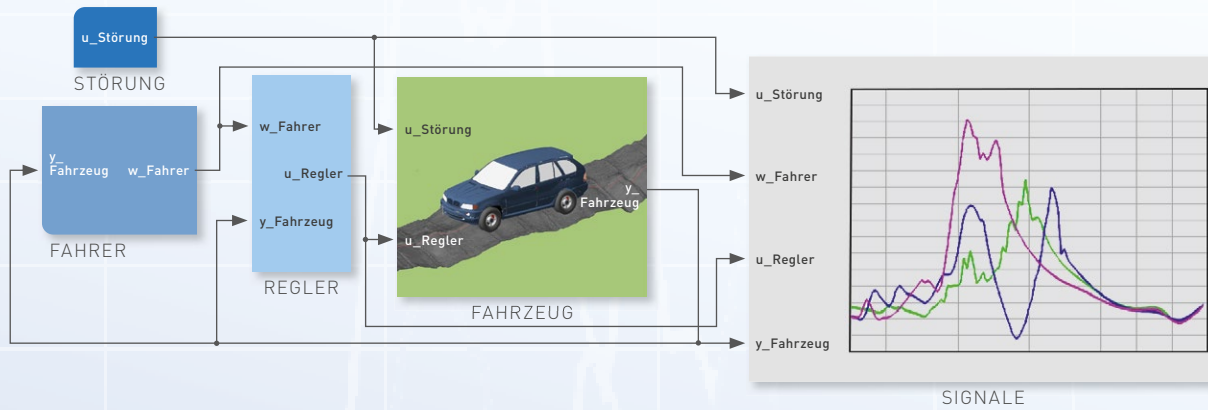 u_Störung
STÖRUNG
y_
Fahrzeug
w_Fahrer
FAHRER
w_Fahrer
u_Regler
y_Fahrzeug
REGLER
u_Störung
y_
Fahrzeug
u_Regler
FAHRZEUG
u_Störung
w_Fahrer
u_Regler
y_Fahrzeug
SIGNALE